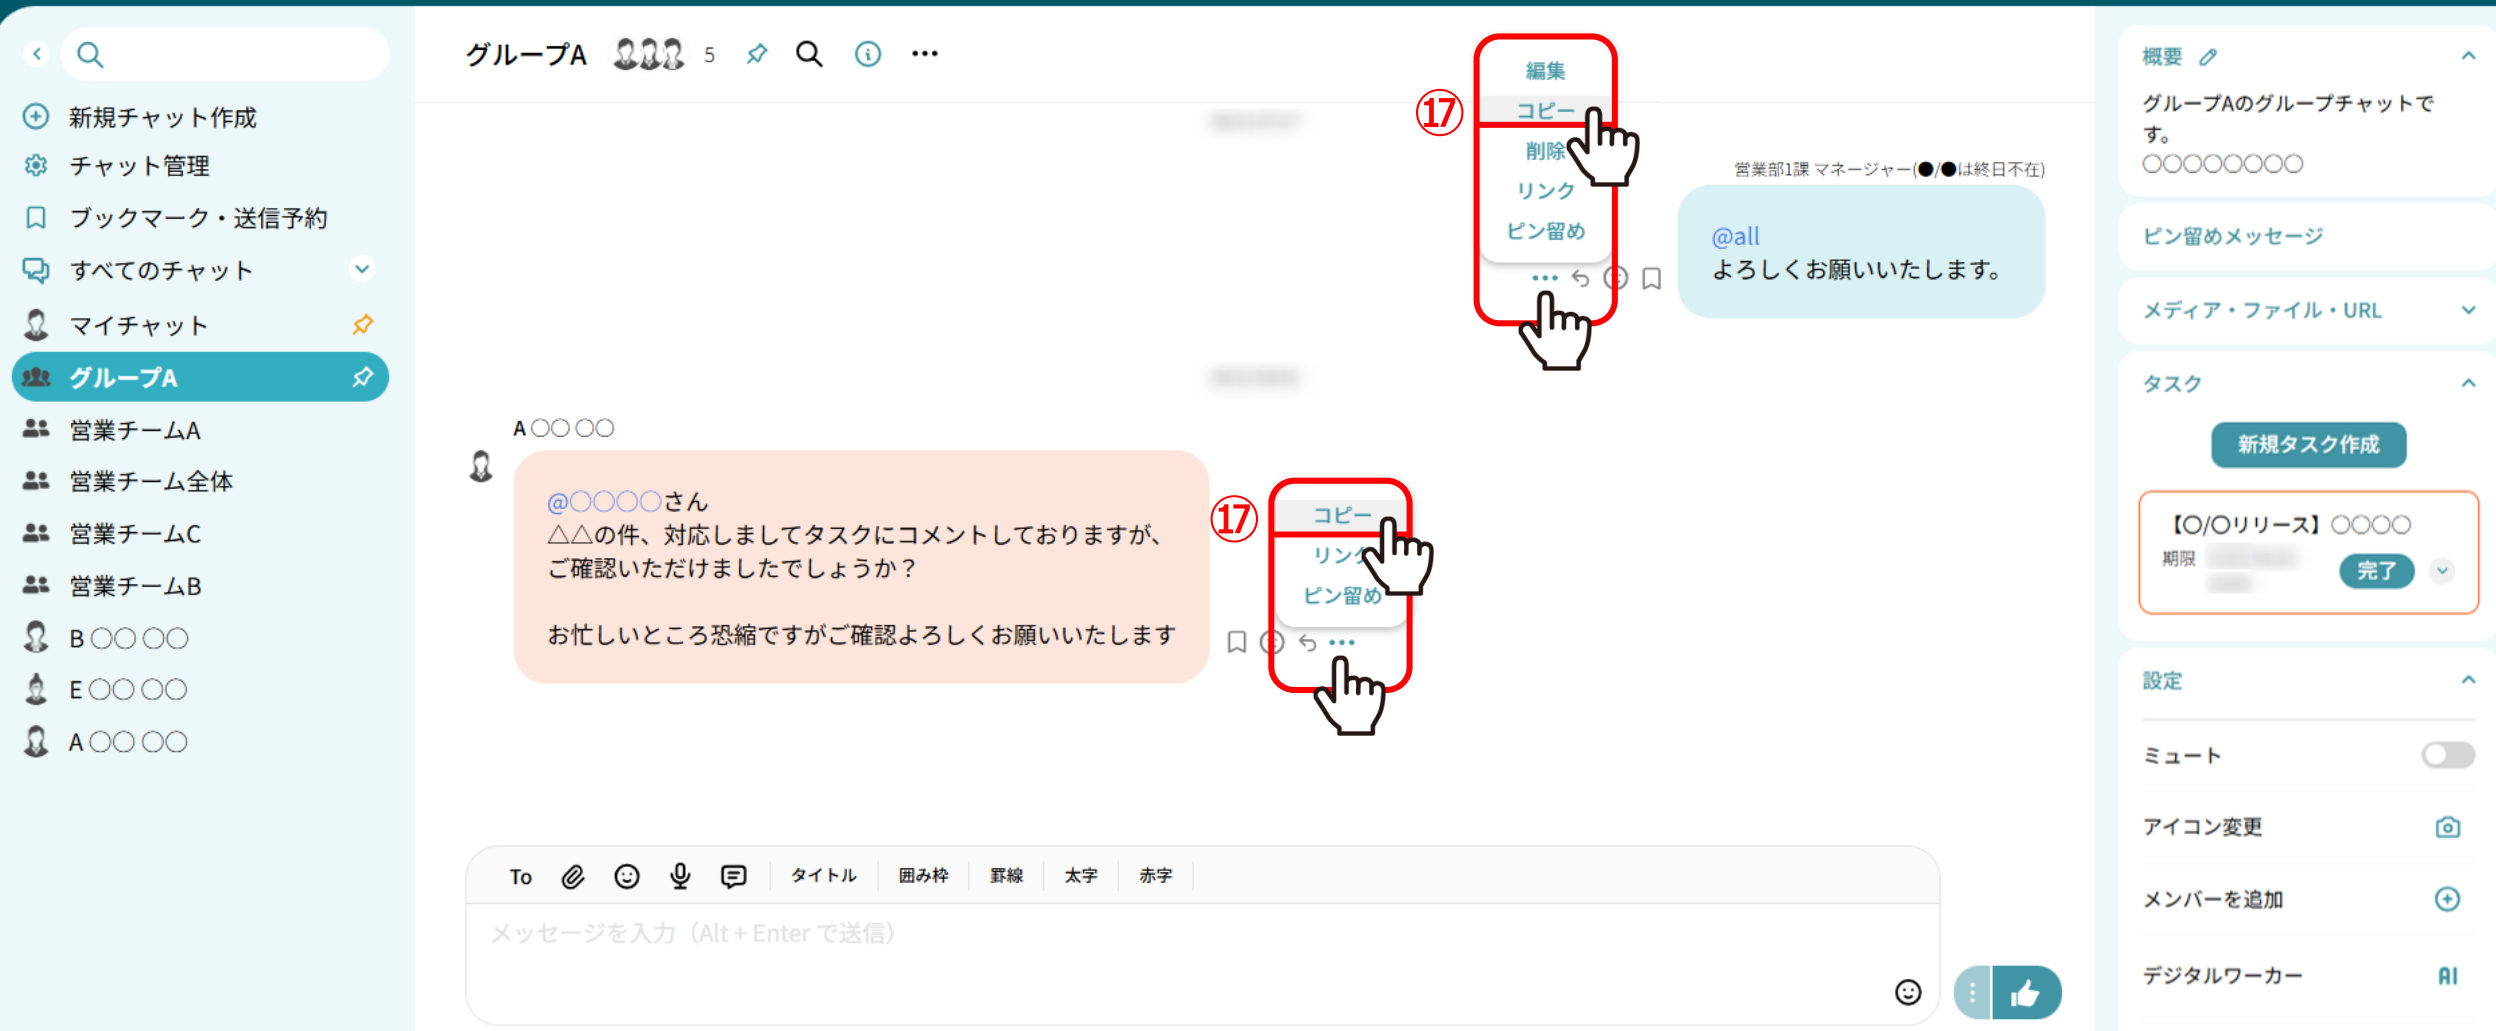 新規チャット作成
チャット管理
ブックマーク・送信予約
すべてのチャット
マイチャット
グループA
営業チームA
営業チーム全体
営業チームC
営業チームB
B〇〇 〇〇
E〇〇 〇〇
A〇〇 〇〇
グループA 5
⑰
編集
コピー
削除
リンク
ピン留め
営業部1課 マネージャー(●/●は終日不在)
@all
よろしくお願いいたします。
A〇〇 〇〇
@〇〇〇〇さん
△△の件、対応しましてタスクにコメントしておりますが、
ご確認いただけましたでしょうか？
お忙しいところ恐縮ですがご確認よろしくお願いいたします
⑰
コピー
リンク
ピン留め
To タイトル 囲み枠 罫線 太字 赤字
メッセージを入力（Alt + Enter で送信）
概要
グループAのグループチャットで
す。
〇〇〇〇〇〇〇〇
ピン留めメッセージ
メディア・ファイル・URL
タスク
新規タスク作成
【〇/〇リリース】〇〇〇〇
期限
完了
設定
ミュート
アイコン変更
メンバーを追加
デジタルワーカー AI